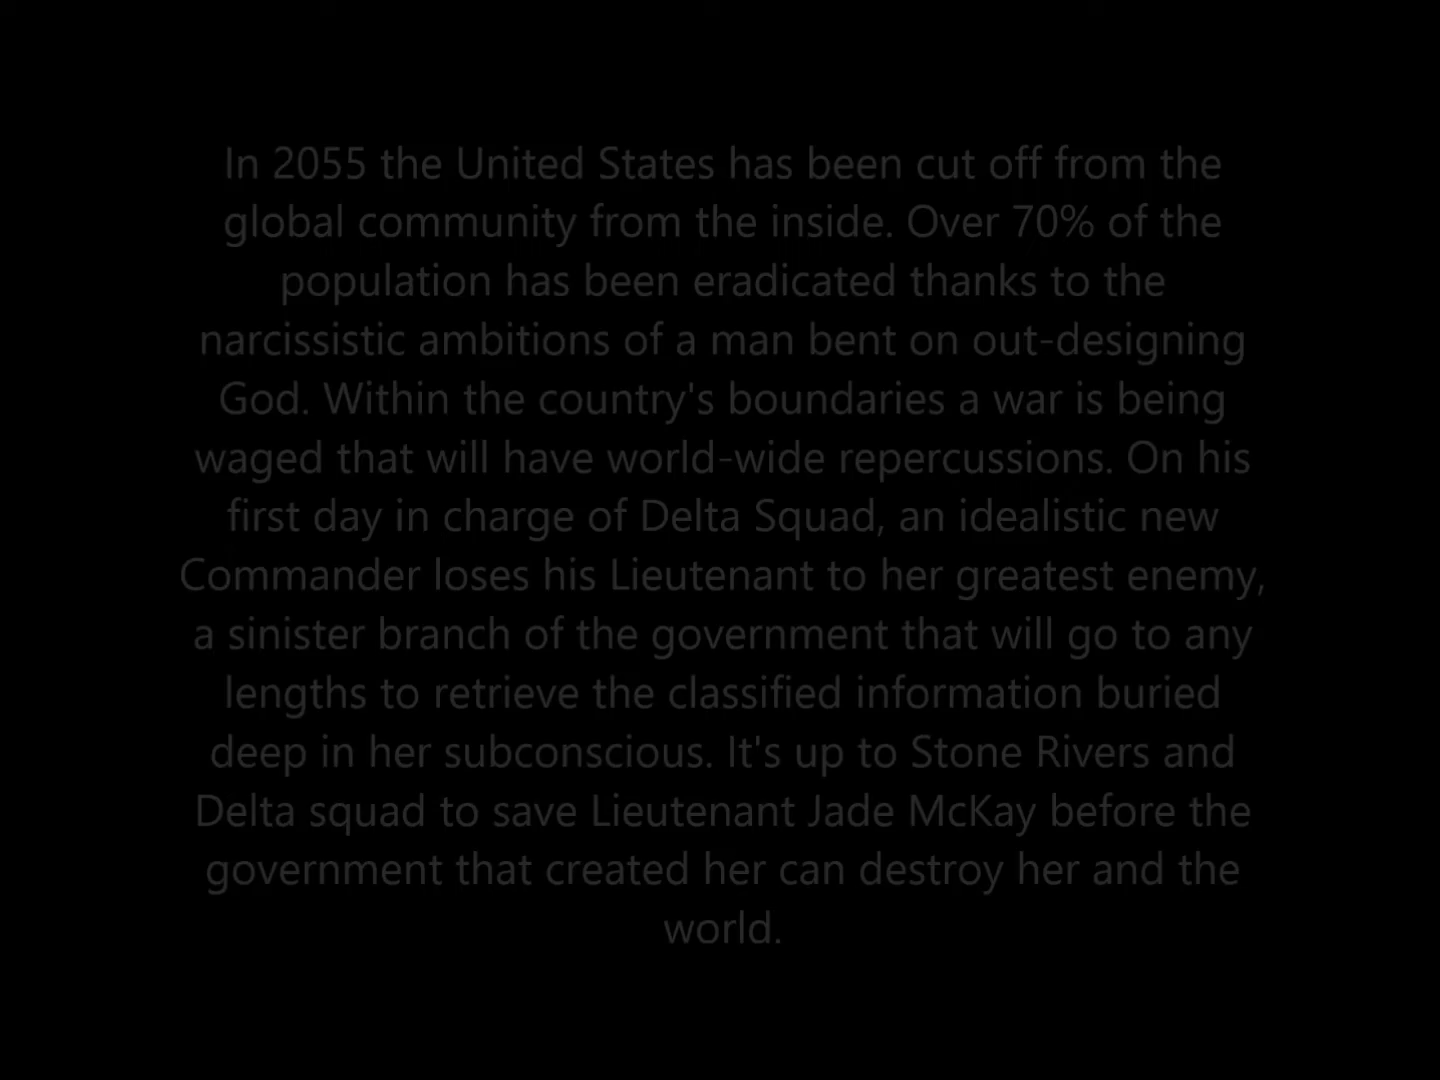 In 2055 the United States has been cut off from the
global community from the inside. Over 70% of the
population has been eradicated thanks to the
narcissistic ambitions of a man bent on out-designing
God. Within the country's boundaries a war is being
waged that will have world-wide repercussions. On his
first day in charge of Delta Squad, an idealistic new
Commander loses his Lieutenant to her greatest enemy,
a sinister branch of the government that will go to any
lengths to retrieve the classified information buried
deep in her subconscious. It's up to Stone Rivers and
Delta squad to save Lieutenant Jade McKay before the
government that created her can destroy her and the
world.